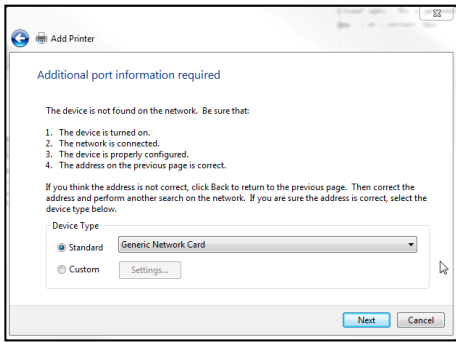 Add Printer
Additional port information required
The device is not found on the network. Be sure that:
1. The device is turned on.
2. The network is connected.
3. The device is properly configured.
4. The address on the previous page is correct.
If you think the address is not correct, click Back to return to the previous page. Then correct the
address and perform another search on the network. If you are sure the address is correct, select the
device type below.
Device Type
Standard Generic Network Card
Custom Settings...
Next Cancel